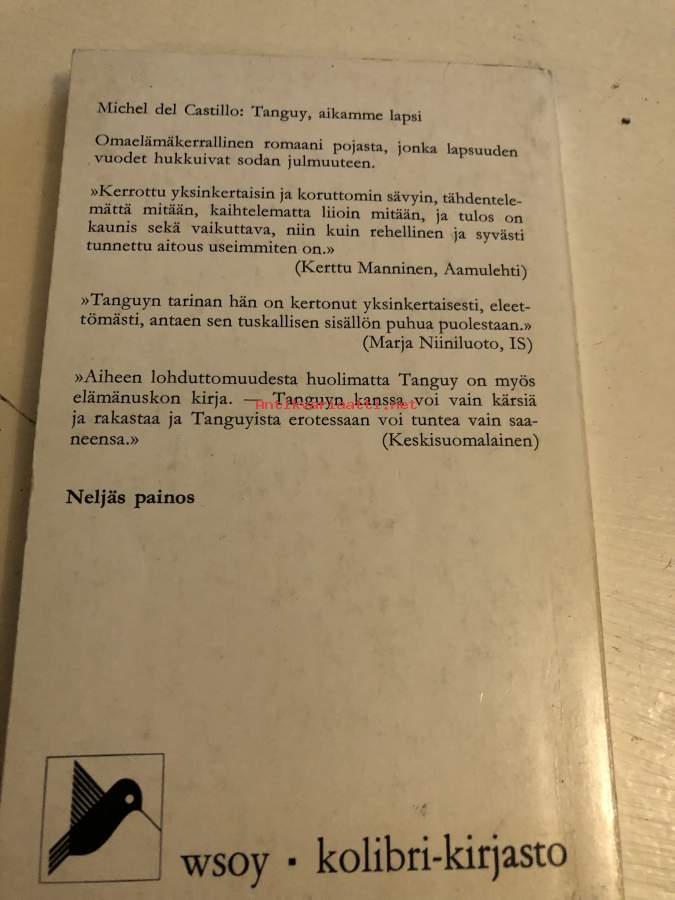 Michel del Castillo: Tanguy, aikamme lapsi
Omaelämäkerrallinen romaani pojasta, jonka lapsuuden
vuodet hukkuivat sodan julmuuteen.
»Kerrottu yksinkertaisin ja koruttomin sävyin, tähdentele-
mättä mitään, kaihtelematta liioin mitään, ja tulos on
kaunis sekä vaikuttava, niin kuin rehellinen ja syvästi
tunnettu aitous useimmiten on.»
(Kerttu Manninen, Aamulehti)
»Tanguyn tarinan hän on kertonut yksinkertaisesti, eleet-
tömästi, antaen sen tuskallisen sisällön puhua puolestaan.»
(Marja Niiniluoto, IS)
»Aiheen lohduttomuudesta huolimatta Tanguy on myös
elämänuskon kirja. — Tanguyn kanssa voi vain kärsiä
Antikvariaatti.net
ja rakastaa ja Tanguyista erotessaan voi tuntea vain saa-
neensa.» (Keskisuomalainen)
Neljäs painos
wsoy · kolibri-kirjasto